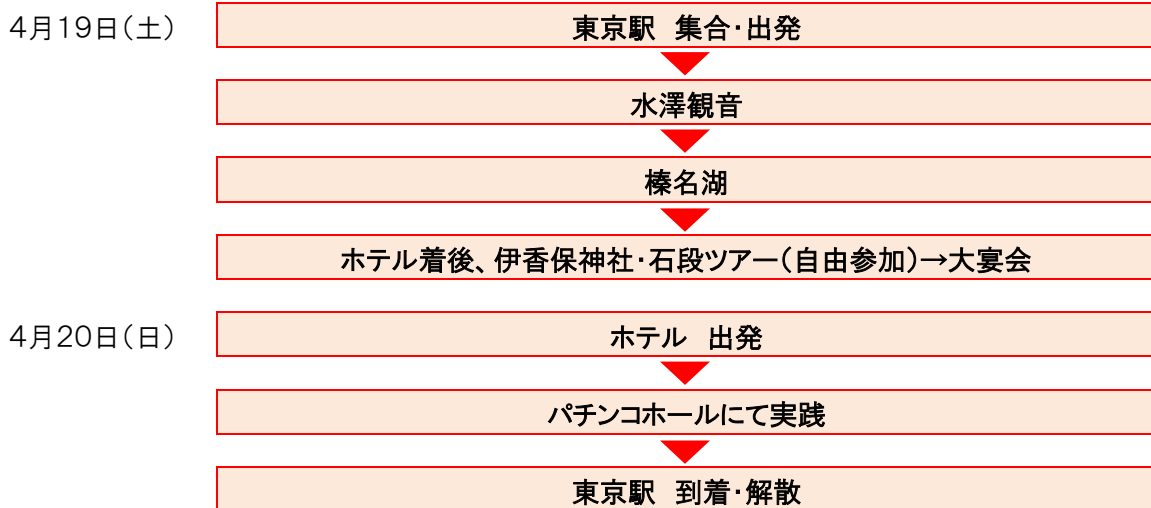 4月19日(土)
東京駅 集合・出発
水澤観音
榛名湖
ホテル着後、伊香保神社・石段ツアー(自由参加)→大宴会
4月20日(日)
ホテル 出発
パチンコホールにて実践
東京駅 到着・解散